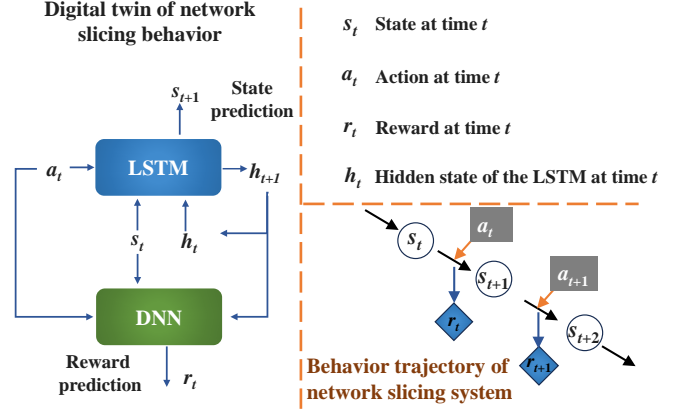 Digital twin of network
slicing behavior
s_{t+1}
State
prediction
a_t
LSTM
h_{t+1}
s_t
h_t
DNN
Reward
prediction
r_t
s_t State at time t
a_t Action at time t
r_t Reward at time t
h_t Hidden state of the LSTM at time t
s_t
a_t
s_{t+1}
a_{t+1}
r_t
s_{t+2}
r_{t+1}
Behavior trajectory of
network slicing system